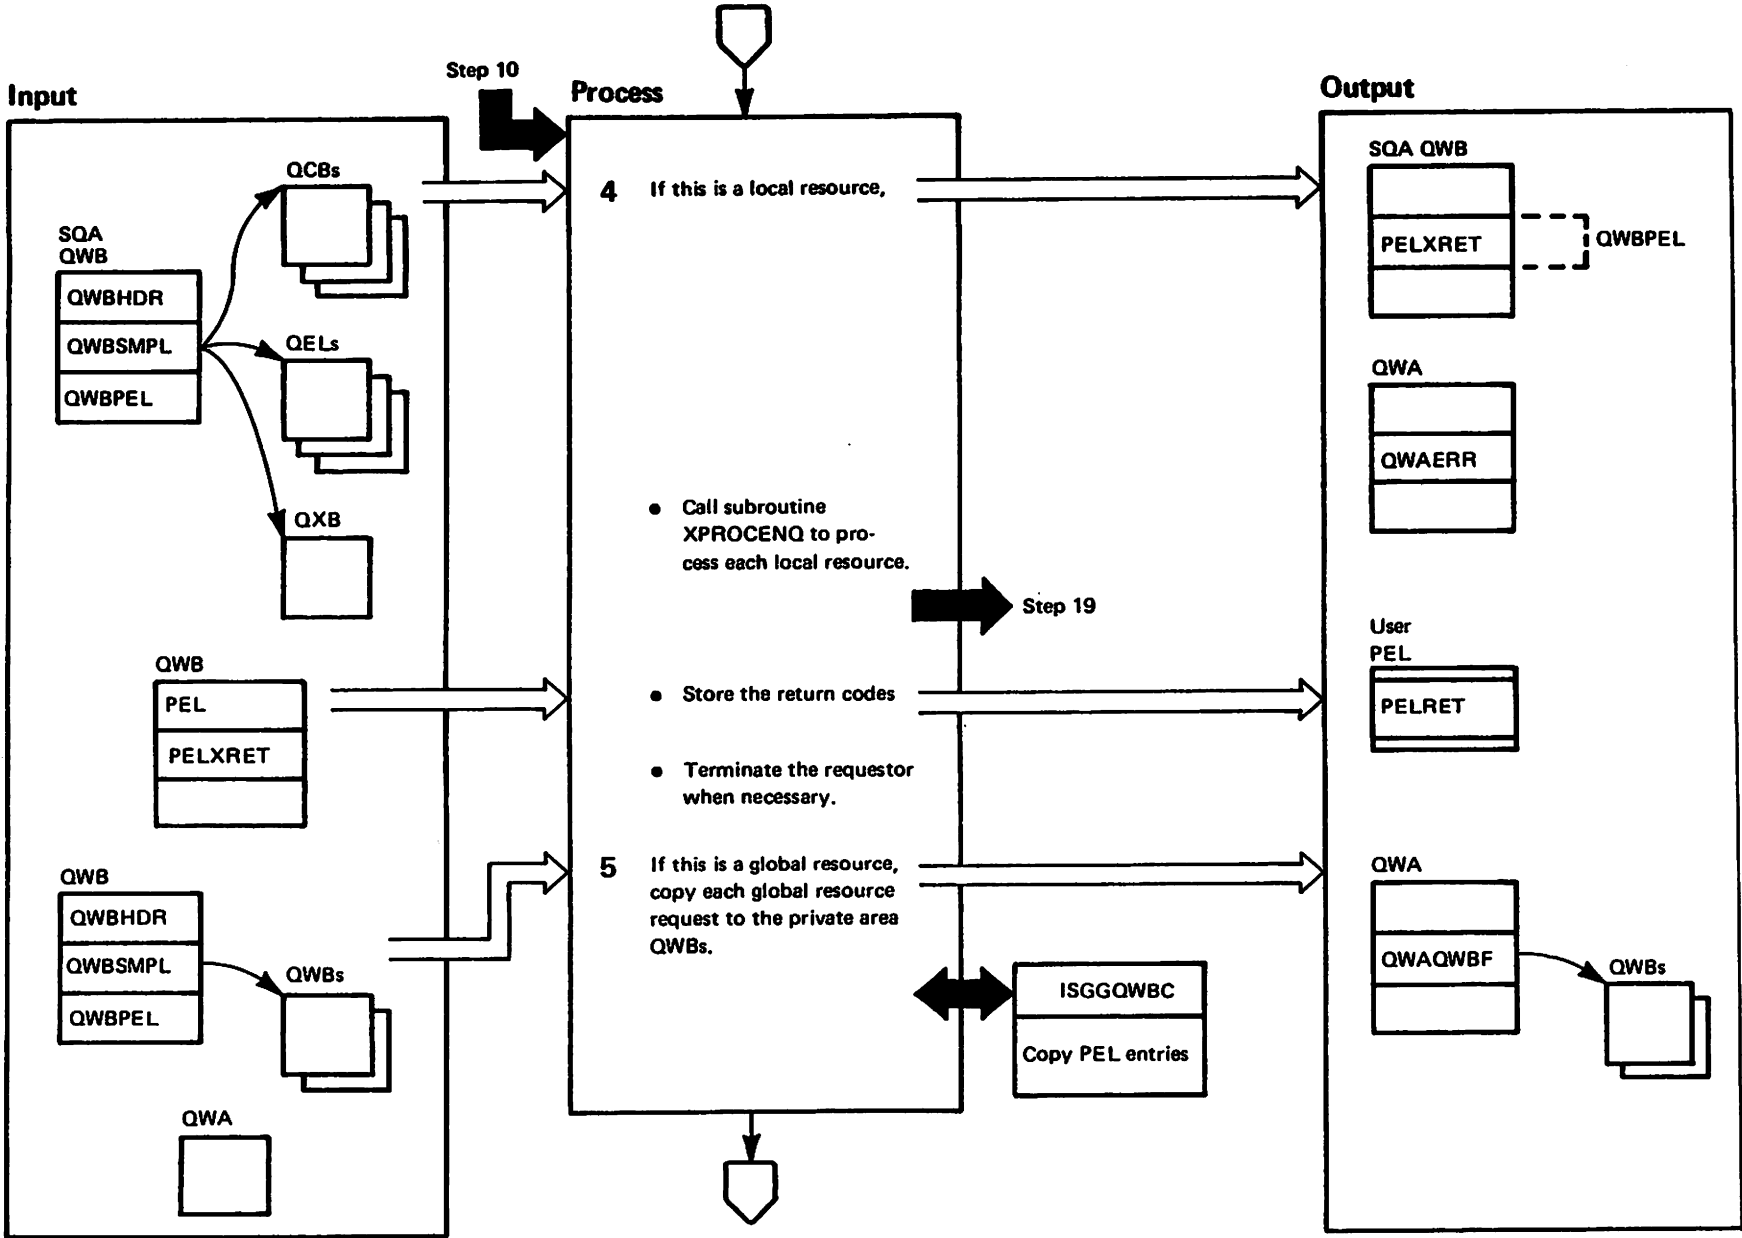 Step 10
Input
Process
Output
QCBs
SQA
QWB
QWBHDR
QWBSMPL
QWBPEL
QELs
QXB
QWB
PEL
PELXRET
QWB
QWBHDR
QWBSMPL
QWBPEL
QWBs
QWA
4 If this is a local resource,
● Call subroutine
XPROCENQ to pro-
cess each local resource.
Step 19
● Store the return codes
● Terminate the requestor
when necessary.
5 If this is a global resource,
copy each global resource
request to the private area
QWBs.
ISGGQWBC
Copy PEL entries
SQA QWB
PELXRET
QWBPEL
QWA
QWAERR
User
PEL
PELRET
QWA
QWAQWBF
QWBs